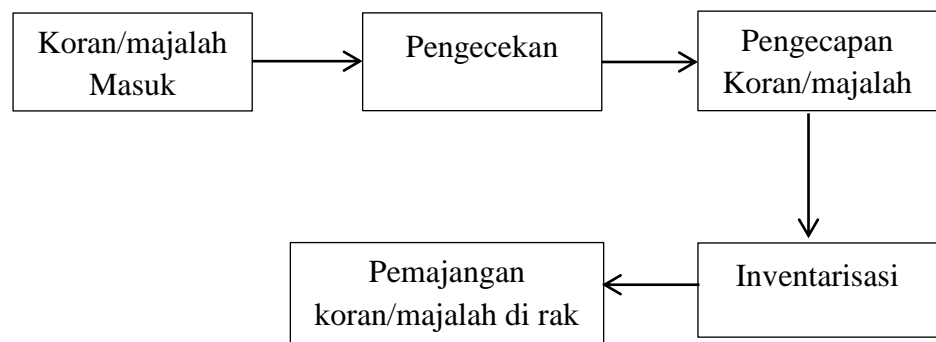 Koran/majalah
Masuk
Pengecekan
Pengecapan
Koran/majalah
Inventarisasi
Pemajangan
koran/majalah di rak